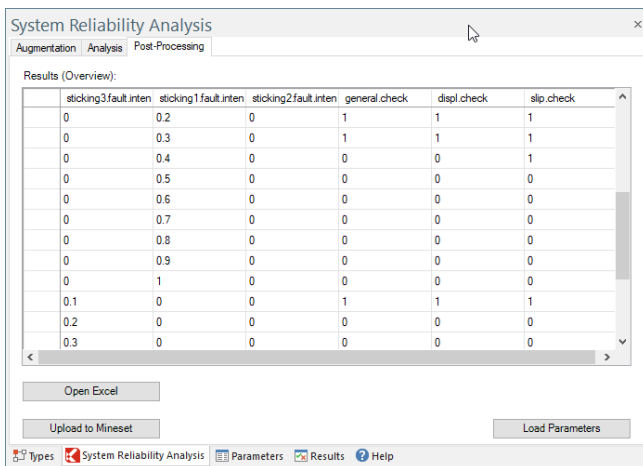 System Reliability Analysis
Augmentation Analysis Post-Processing
Results (Overview):
sticking3.fault.inten sticking1.fault.inten sticking2.fault.inten general.check displ.check slip.check
0 0.2 0 1 1 1
0 0.3 0 1 1 1
0 0.4 0 0 0 1
0 0.5 0 0 0 0
0 0.6 0 0 0 0
0 0.7 0 0 0 0
0 0.8 0 0 0 0
0 0.9 0 0 0 0
0 1 0 0 0 0
0.1 0 0 1 1 1
0.2 0 0 0 0 0
0.3 0 0 0 0 0
Open Excel
Upload to Mineset Load Parameters
Types System Reliability Analysis Parameters Results Help